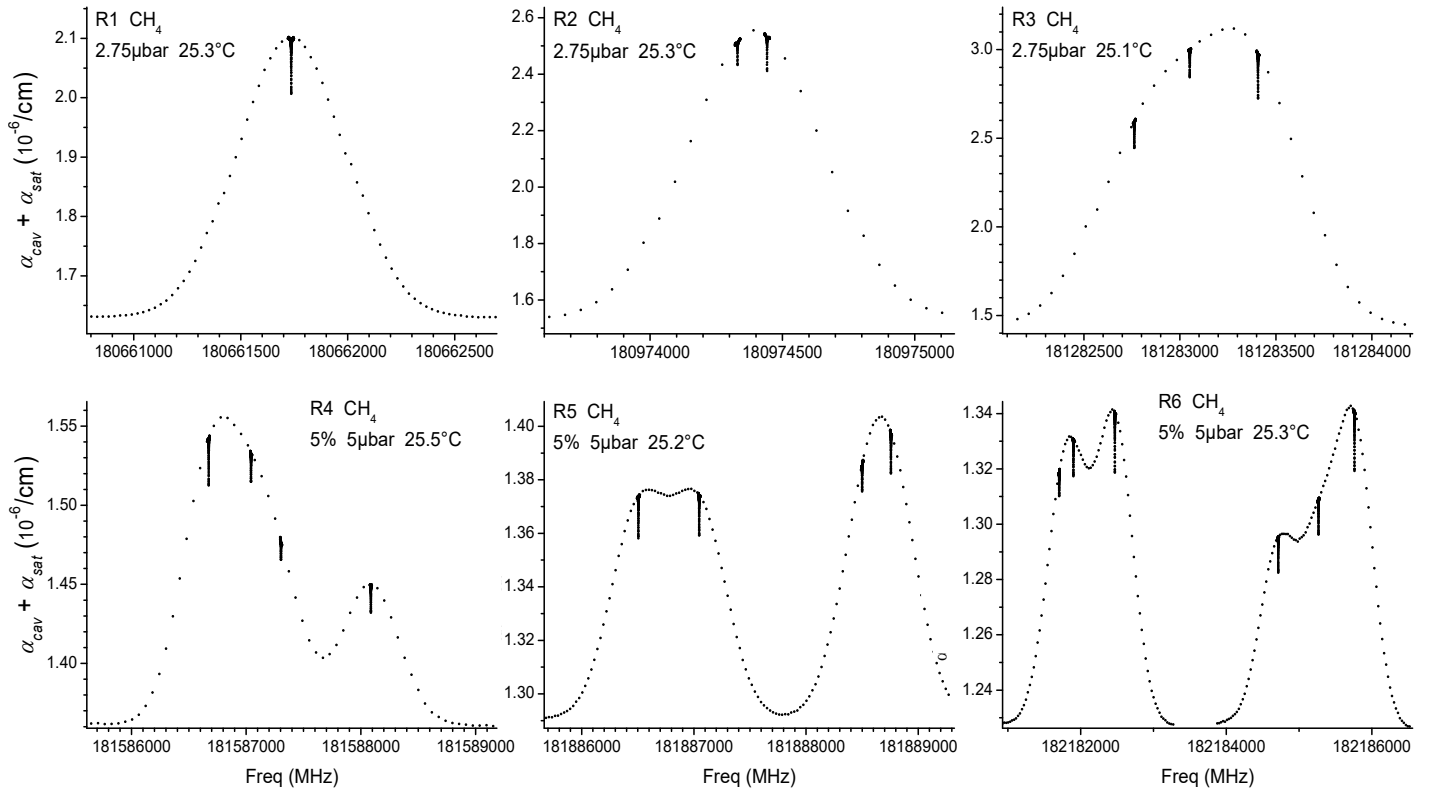 R1 CH4
2.75µbar 25.3°C
2.1
2.0
1.9
1.8
1.7
αcav + αsat (10-6/cm)
180661000 180661500 180662000 180662500
R2 CH4
2.75µbar 25.3°C
2.6
2.4
2.2
2.0
1.8
1.6
180974000 180974500 180975000
R3 CH4
2.75µbar 25.1°C
3.0
2.5
2.0
1.5
181282500 181283000 181283500 181284000
R4 CH4
5% 5µbar 25.5°C
1.55
1.50
1.45
1.40
αcav + αsat (10-6/cm)
181586000 181587000 181588000 181589000
Freq (MHz)
R5 CH4
5% 5µbar 25.2°C
1.40
1.38
1.36
1.34
1.32
1.30
181886000 181887000 181888000 181889000
Freq (MHz)
R6 CH4
5% 5µbar 25.3°C
1.34
1.32
1.30
1.28
1.26
1.24
182182000 182184000 182186000
Freq (MHz)